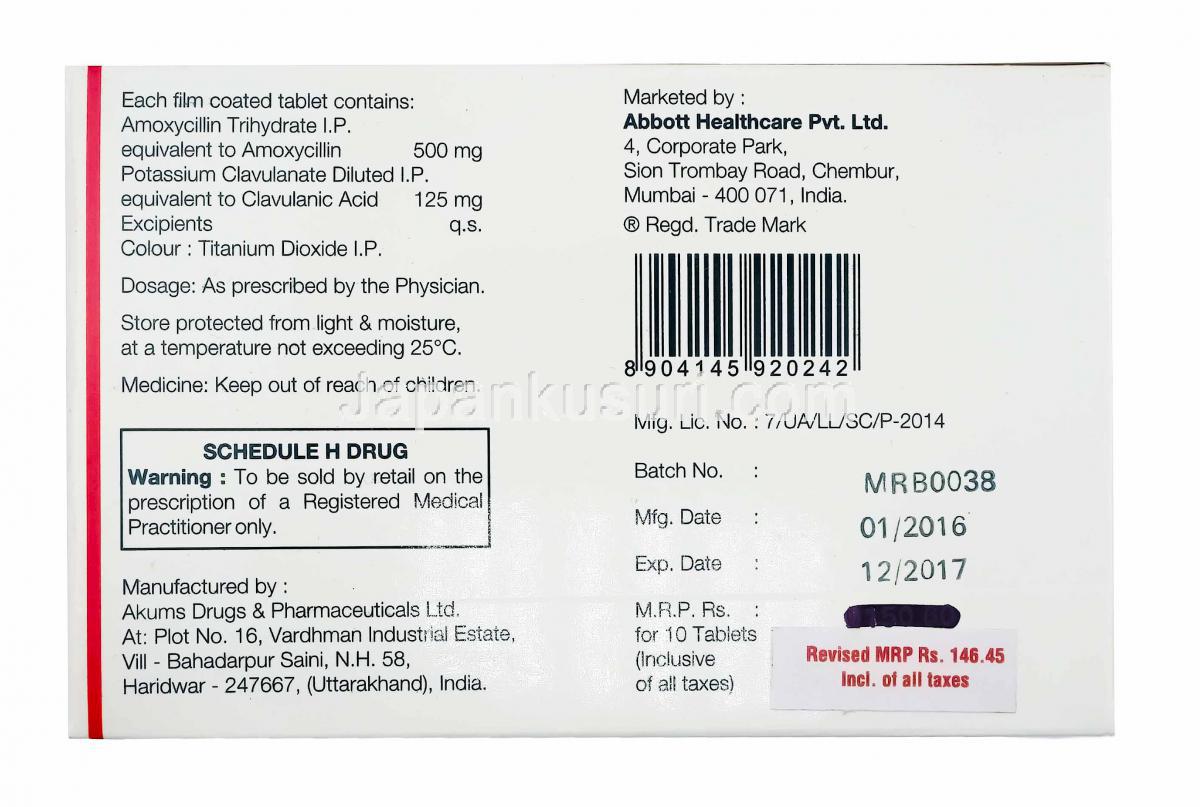 Each film coated tablet contains:
Amoxycillin Trihydrate I.P.
equivalent to Amoxycillin 500 mg
Potassium Clavulanate Diluted I.P.
equivalent to Clavulanic Acid 125 mg
Excipients q.s.
Colour : Titanium Dioxide I.P.
Dosage: As prescribed by the Physician.
Store protected from light & moisture,
at a temperature not exceeding 25°C.
Medicine: Keep out of reach of children.
SCHEDULE H DRUG
Warning : To be sold by retail on the
prescription of a Registered Medical
Practitioner only.
Manufactured by :
Akums Drugs & Pharmaceuticals Ltd.
At: Plot No. 16, Vardhman Industrial Estate,
Vill - Bahadarpur Saini, N.H. 58,
Haridwar - 247667, (Uttarakhand), India.
Marketed by :
Abbott Healthcare Pvt. Ltd.
4, Corporate Park,
Sion Trombay Road, Chembur,
Mumbai - 400 071, India.
® Regd. Trade Mark
8 904145 920242
Japankusuri.com
Mfg. Lic. No. : 7/UA/LL/SC/P-2014
Batch No. : MRB0038
Mfg. Date : 01/2016
Exp. Date : 12/2017
M.R.P. Rs. :
for 10 Tablets
(Inclusive
of all taxes)
Revised MRP Rs. 146.45
Incl. of all taxes